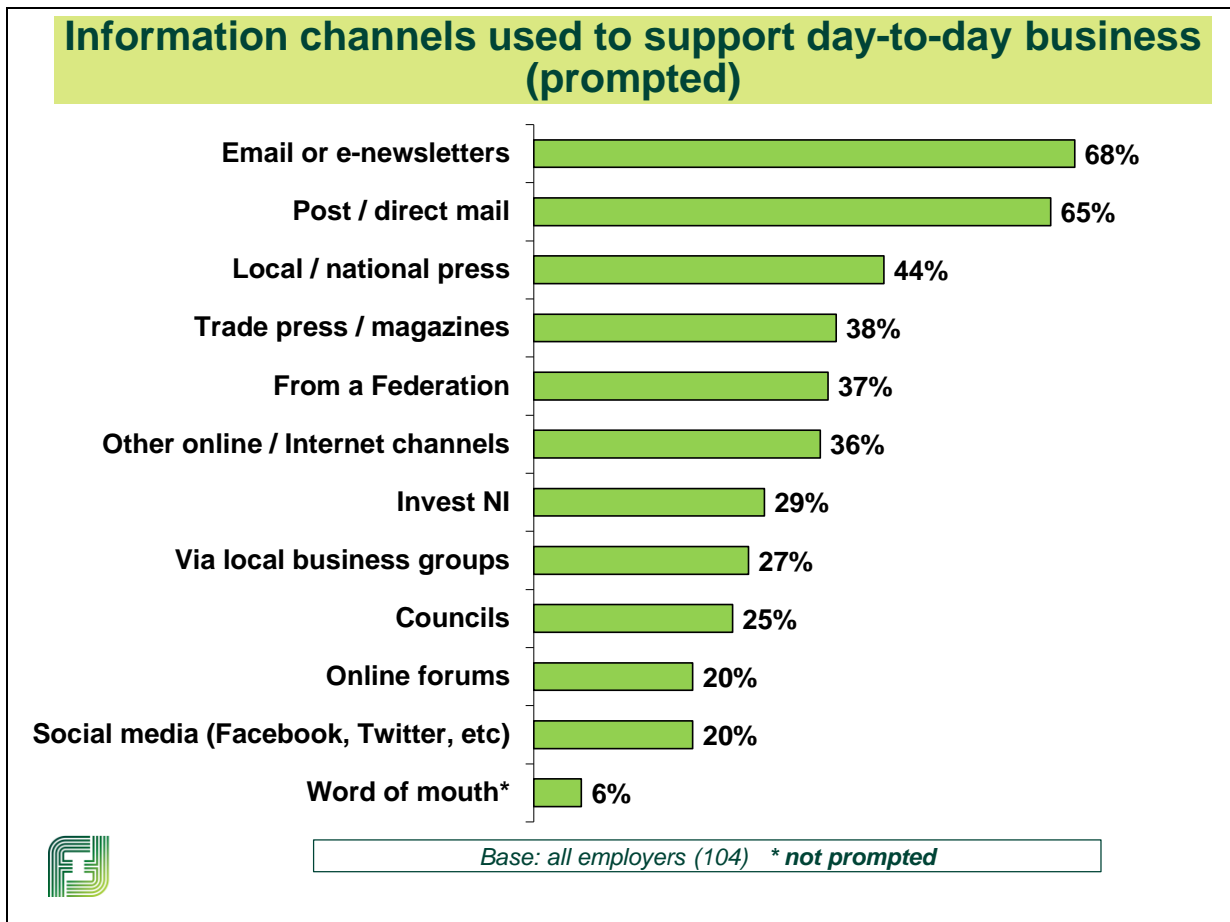 Information channels used to support day-to-day business
(prompted)
Email or e-newsletters 68%
Post / direct mail 65%
Local / national press 44%
Trade press / magazines 38%
From a Federation 37%
Other online / Internet channels 36%
Invest NI 29%
Via local business groups 27%
Councils 25%
Online forums 20%
Social media (Facebook, Twitter, etc) 20%
Word of mouth* 6%
Base: all employers (104) * not prompted